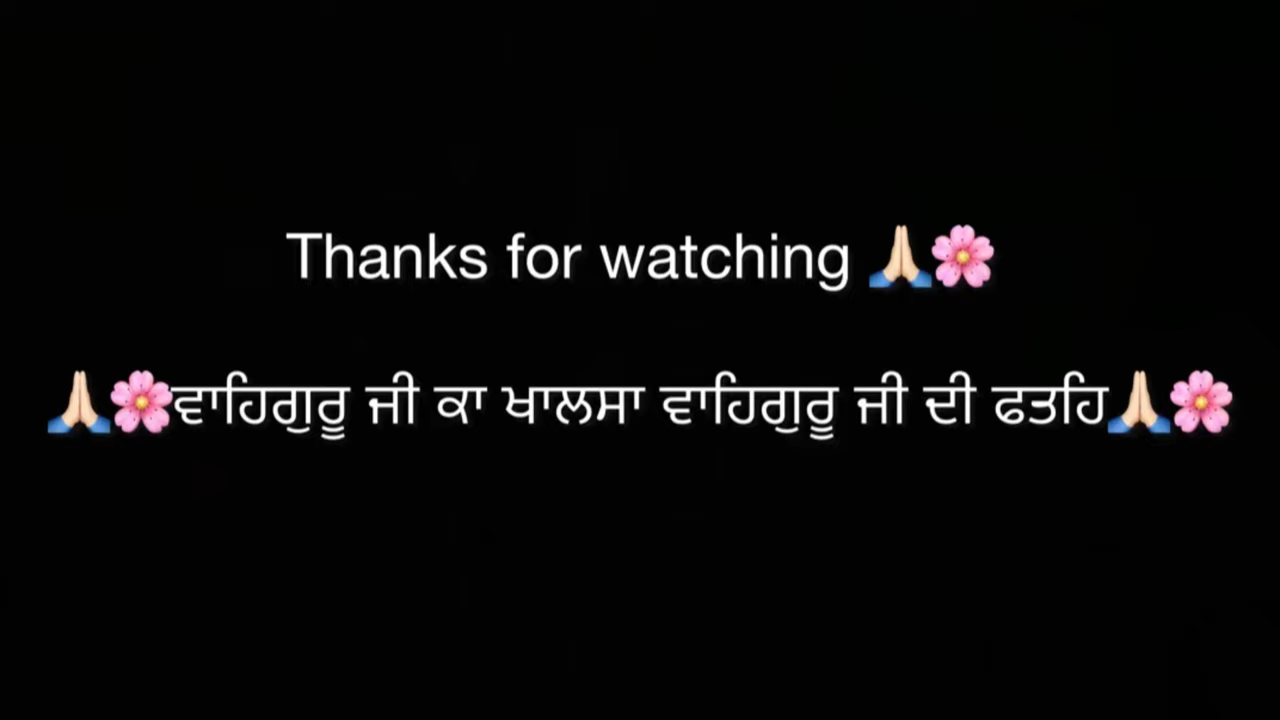 Thanks for watching 🙏🏻🌸
🙏🏻🌸ਵਾਹਿਗੁਰੂ ਜੀ ਕਾ ਖਾਲਸਾ ਵਾਹਿਗੁਰੂ ਜੀ ਦੀ ਫਤਹਿ🙏🏻🌸